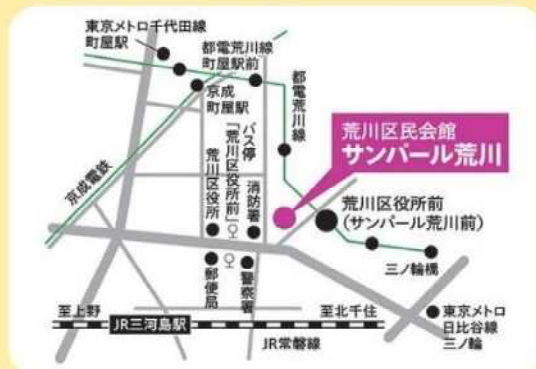 東京メトロ千代田線
町屋駅
都電荒川線
町屋駅前
京成
町屋駅
都電荒川線
京成電鉄
荒川区民会館
サンパール荒川
バス停
「荒川区役所前」
荒川区役所
消防署
荒川区役所前
(サンパール荒川前)
三ノ輪橋
郵便局
警察署
至上野
JR三河島駅
至北千住
JR常磐線
東京メトロ
日比谷線
三ノ輪